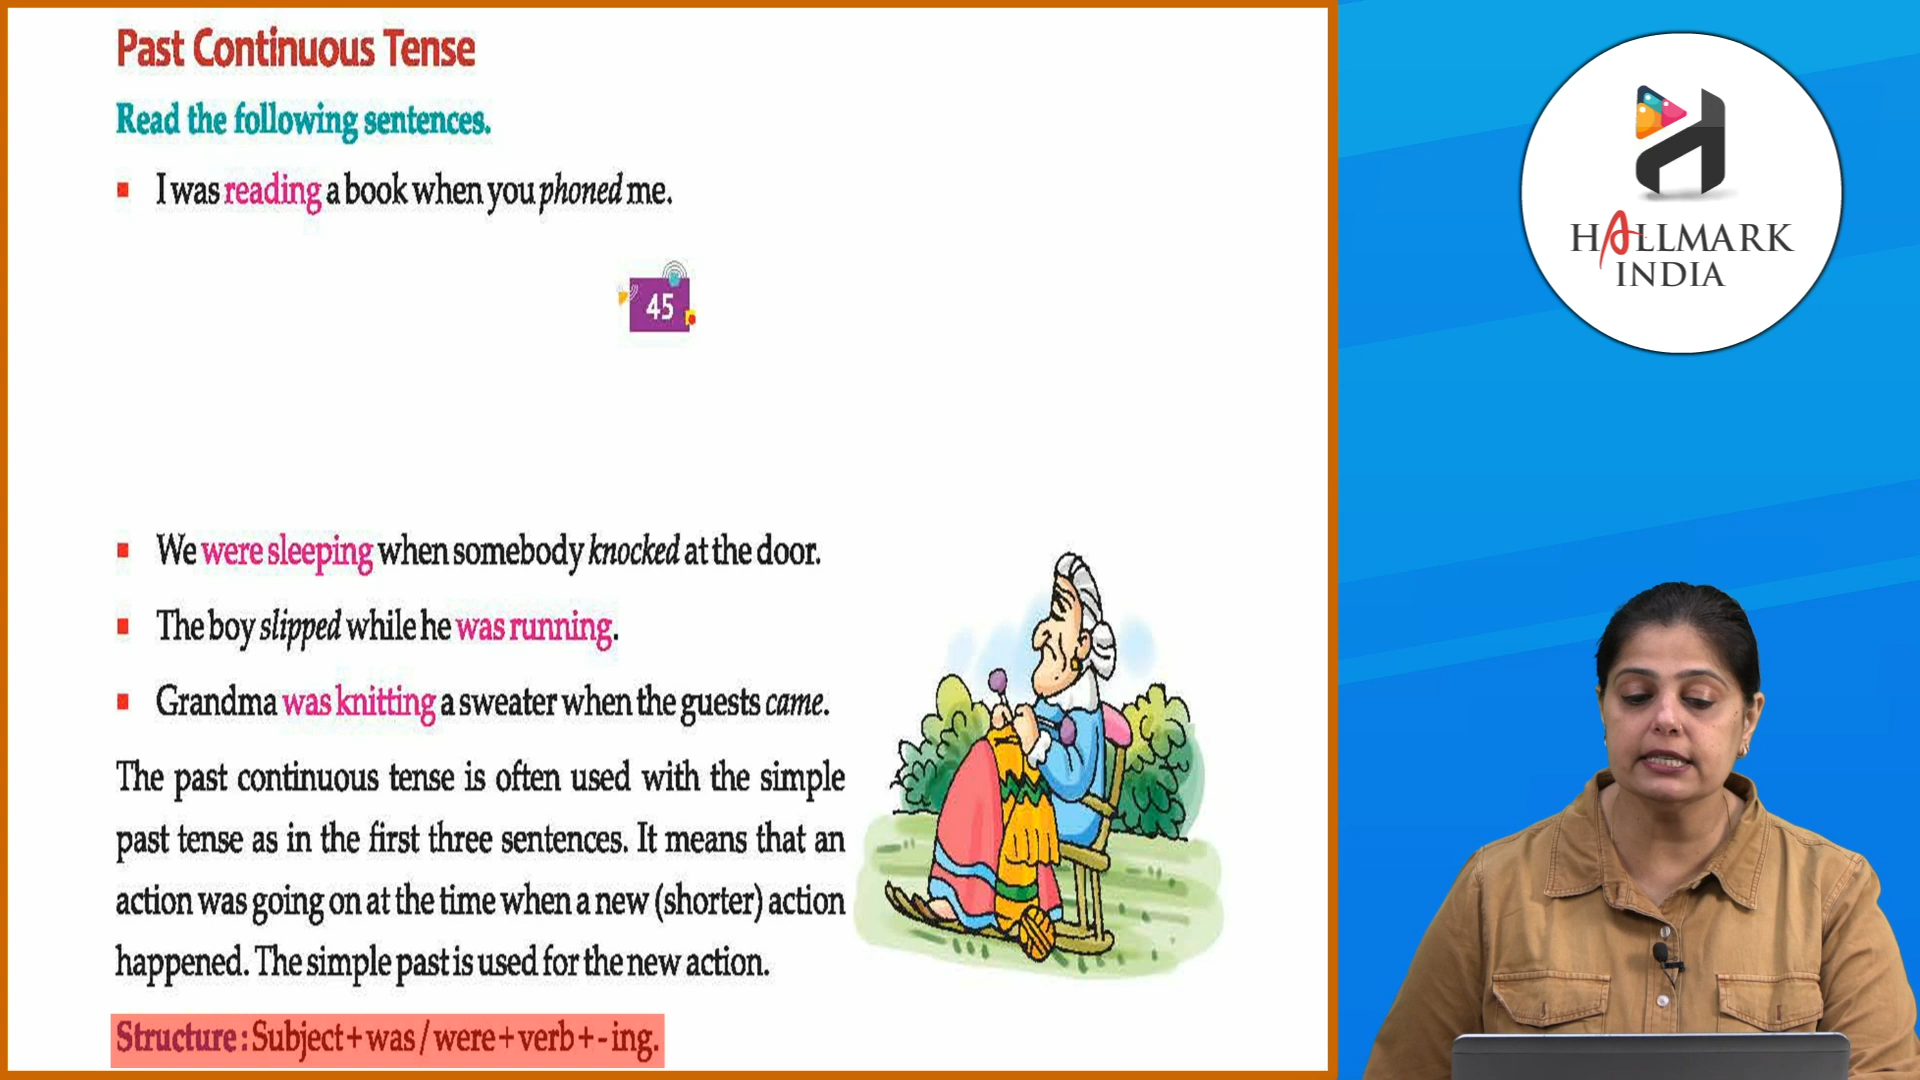 Past Continuous Tense
Read the following sentences.
▪ I was reading a book when you phoned me.
45
▪ We were sleeping when somebody knocked at the door.
▪ The boy slipped while he was running.
▪ Grandma was knitting a sweater when the guests came.
The past continuous tense is often used with the simple
past tense as in the first three sentences. It means that an
action was going on at the time when a new (shorter) action
happened. The simple past is used for the new action.
Structure : Subject + was / were + verb + - ing.
HALLMARK
INDIA